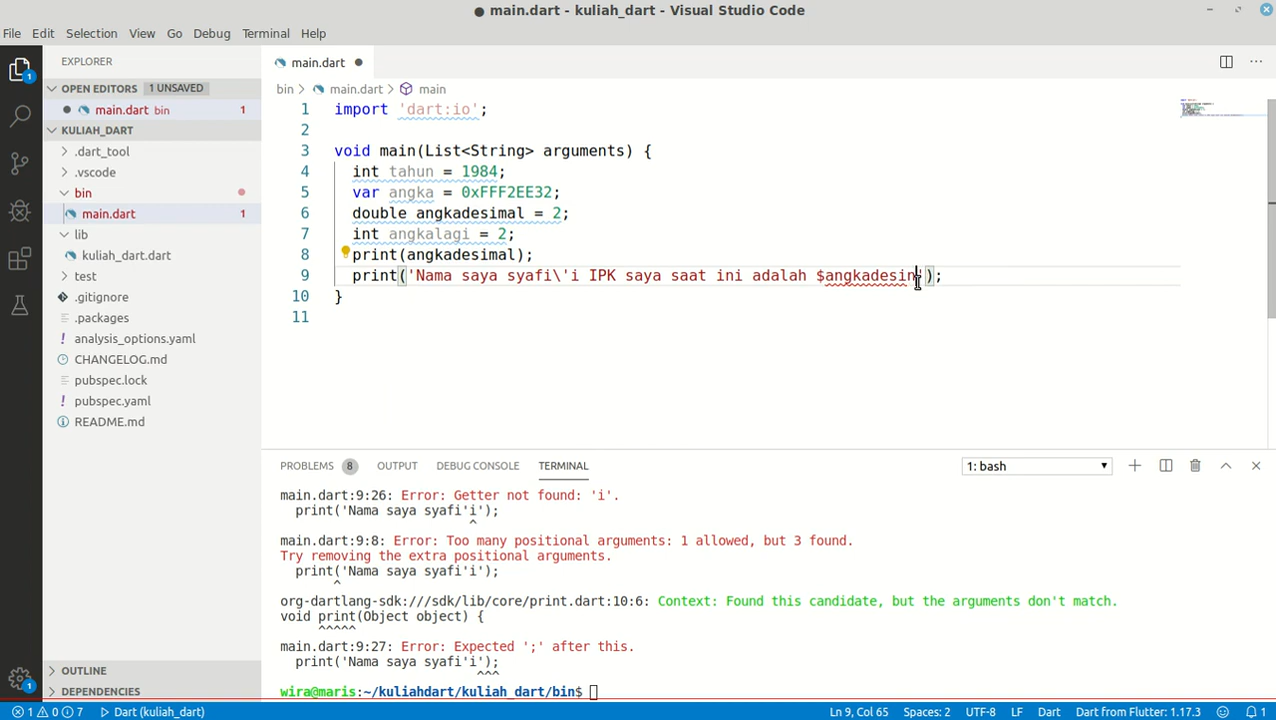 ● main.dart - kuliah_dart - Visual Studio Code
File Edit Selection View Go Debug Terminal Help
EXPLORER
main.dart ●
OPEN EDITORS 1 UNSAVED
bin > main.dart > main
● main.dart bin 1
KULIAH_DART
.dart_tool
.vscode
bin
main.dart 1
lib
kuliah_dart.dart
test
.gitignore
.packages
analysis_options.yaml
CHANGELOG.md
pubspec.lock
pubspec.yaml
README.md
OUTLINE
DEPENDENCIES
1
1
1 import 'dart:io';
2
3 void main(List<String> arguments) {
4 int tahun = 1984;
5 var angka = 0xFFF2EE32;
6 double angkadesimal = 2;
7 int angkalagi = 2;
8 print(angkadesimal);
9 print('Nama saya syafi\'i IPK saya saat ini adalah $angkadesin');
10 }
11
PROBLEMS 8 OUTPUT DEBUG CONSOLE TERMINAL 1: bash
main.dart:9:26: Error: Getter not found: 'i'.
print('Nama saya syafi'i');
^
main.dart:9:8: Error: Too many positional arguments: 1 allowed, but 3 found.
Try removing the extra positional arguments.
print('Nama saya syafi'i');
^
org-dartlang-sdk:///sdk/lib/core/print.dart:10:6: Context: Found this candidate, but the arguments don't match.
void print(Object object) {
^^^^^
main.dart:9:27: Error: Expected ';' after this.
print('Nama saya syafi'i');
^^^
wira@maris:~/kuliahdart/kuliah_dart/bin$
1 0 7 Dart (kuliah_dart) Ln 9, Col 65 Spaces: 2 UTF-8 LF Dart Dart from Flutter: 1.17.3 1